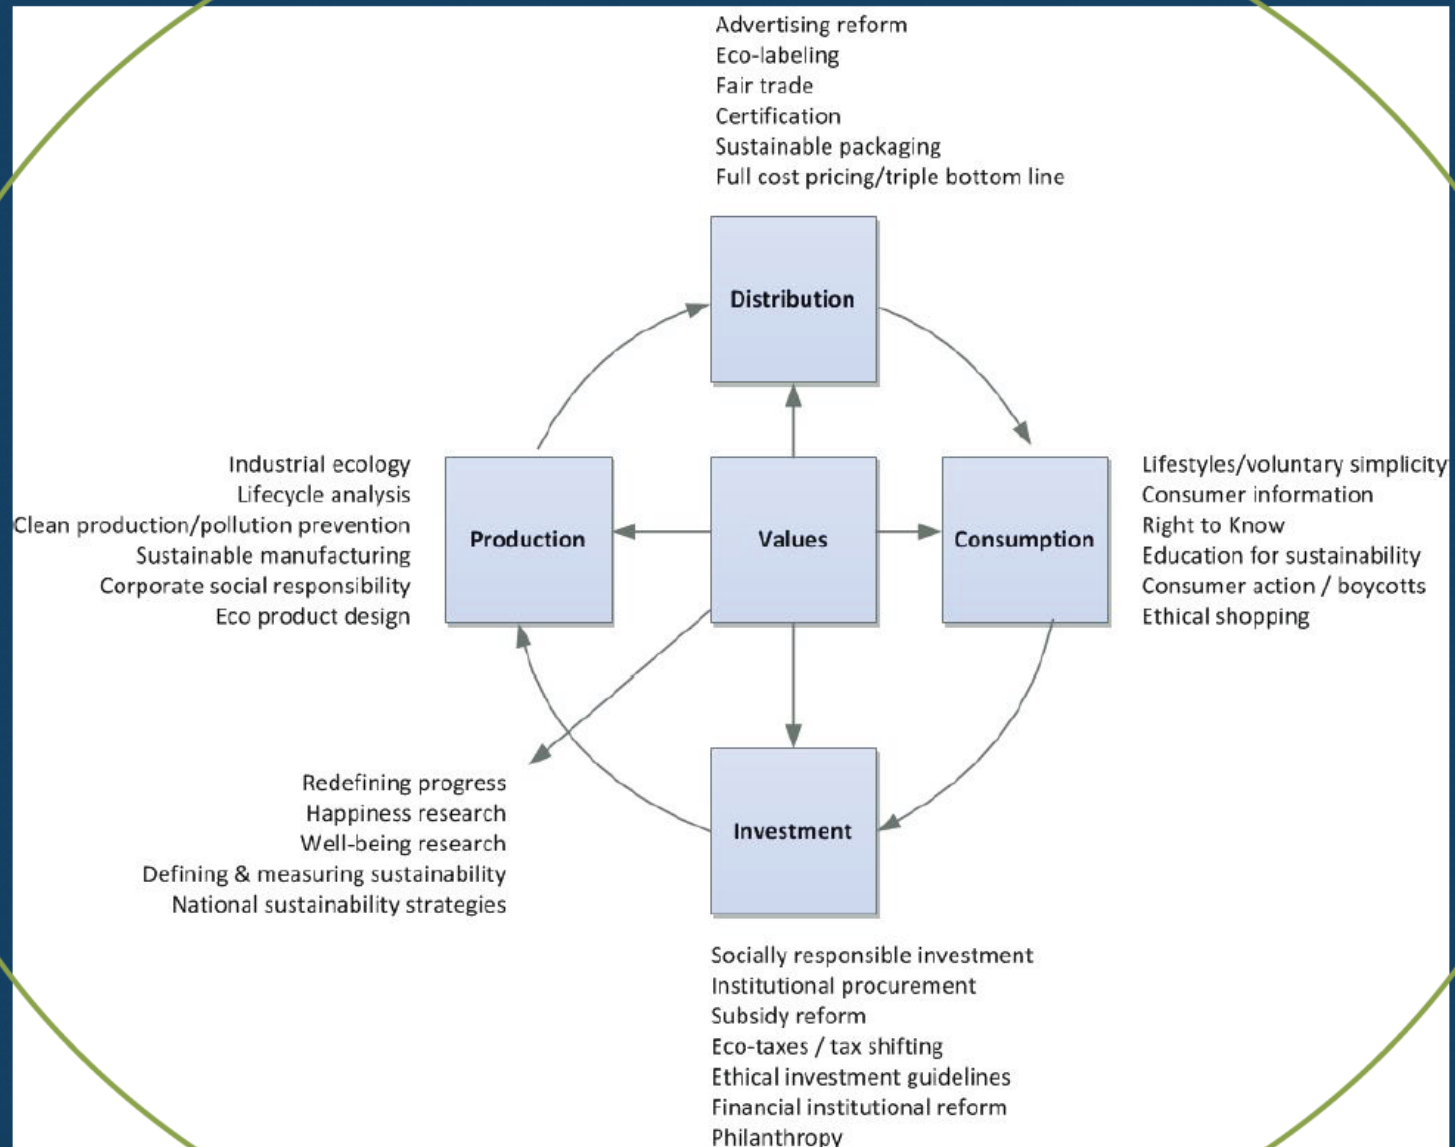 Advertising reform
Eco-labeling
Fair trade
Certification
Sustainable packaging
Full cost pricing/triple bottom line
Distribution
Industrial ecology
Lifecycle analysis
Clean production/pollution prevention
Sustainable manufacturing
Corporate social responsibility
Eco product design
Production
Values
Consumption
Lifestyles/voluntary simplicity
Consumer information
Right to Know
Education for sustainability
Consumer action / boycotts
Ethical shopping
Redefining progress
Happiness research
Well-being research
Defining & measuring sustainability
National sustainability strategies
Investment
Socially responsible investment
Institutional procurement
Subsidy reform
Eco-taxes / tax shifting
Ethical investment guidelines
Financial institutional reform
Philanthropy